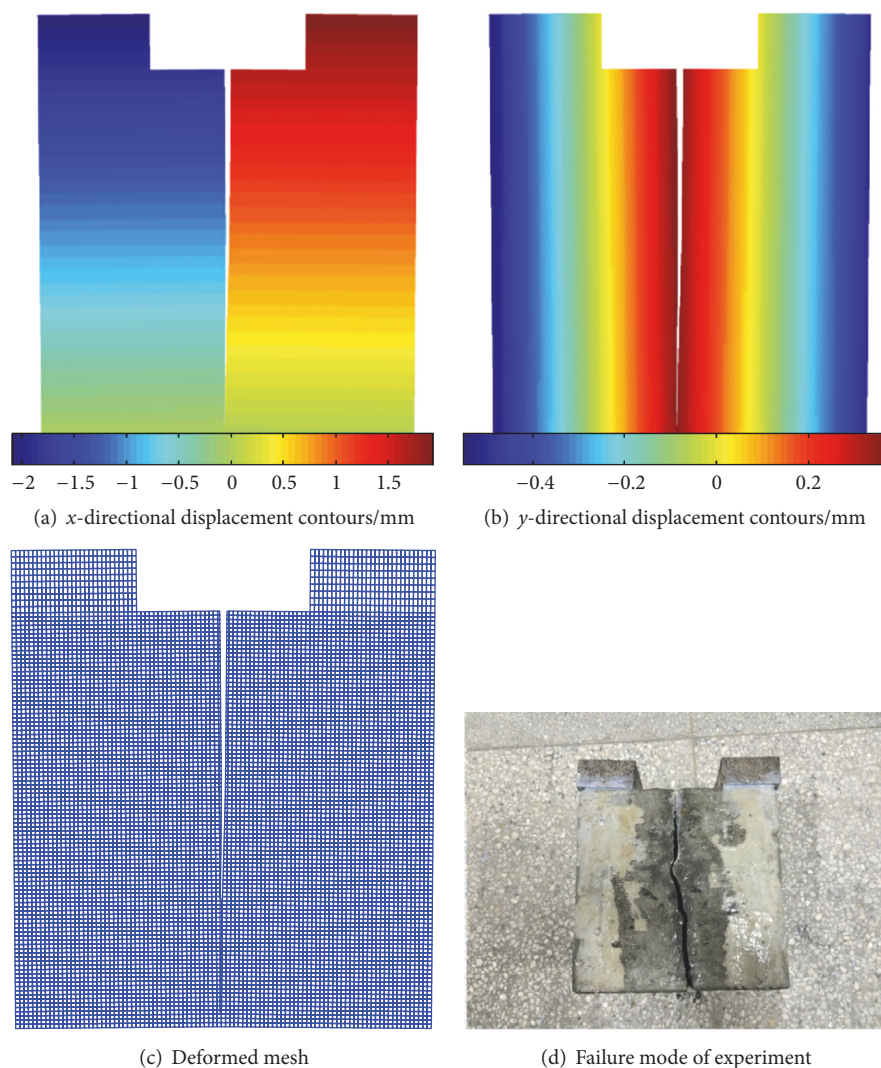 −2 −1.5 −1 −0.5 0 0.5 1 1.5
−0.4 −0.2 0 0.2
(a) x-directional displacement contours/mm
(b) y-directional displacement contours/mm
(c) Deformed mesh
(d) Failure mode of experiment